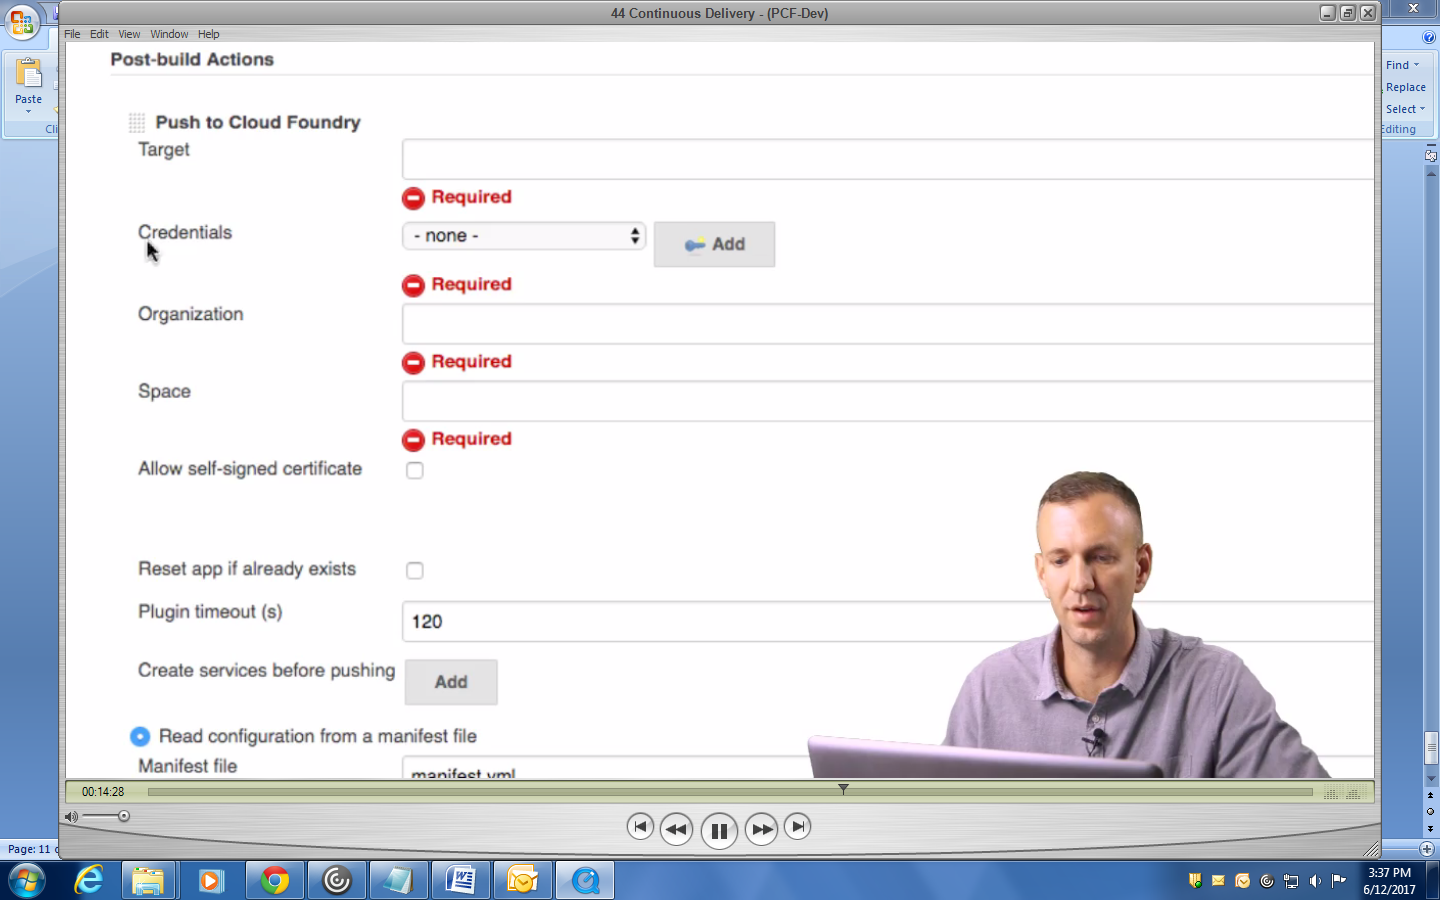 44 Continuous Delivery - (PCF-Dev)
File Edit View Window Help
Find
Paste
Replace
Select
Editing
Post-build Actions
Push to Cloud Foundry
Target
Required
Credentials
- none -
Add
Required
Organization
Required
Space
Required
Allow self-signed certificate
Reset app if already exists
Plugin timeout (s)
120
Create services before pushing
Add
Read configuration from a manifest file
Manifest file
manifest.yml
00:14:28
Page: 11
3:37 PM
6/12/2017